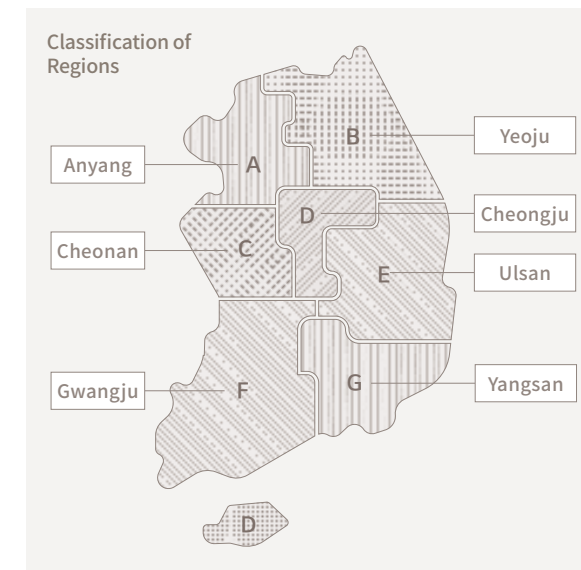 Classification of
Regions
B
Yeoju
Anyang
A
D
Cheongju
Cheonan
C
E
Ulsan
Gwangju
F
G
Yangsan
D